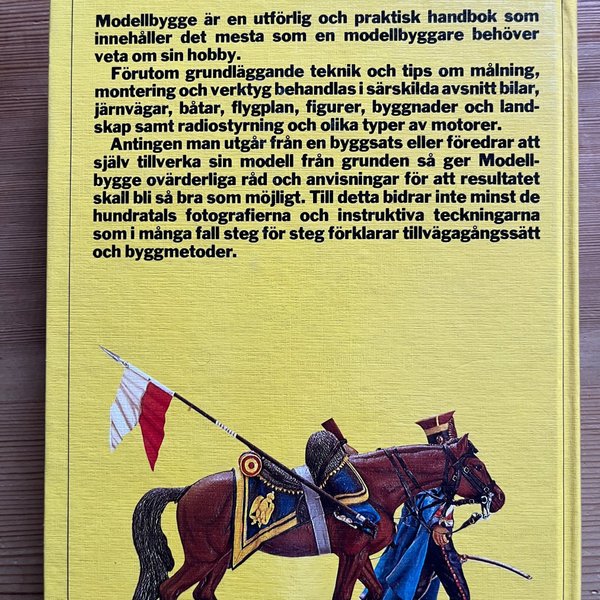 Modellbygge är en utförlig och praktisk handbok som
innehåller det mesta som en modellbyggare behöver
veta om sin hobby.
Förutom grundläggande teknik och tips om målning,
montering och verktyg behandlas i särskilda avsnitt bilar,
järnvägar, båtar, flygplan, figurer, byggnader och land-
skap samt radiostyrning och olika typer av motorer.
Antingen man utgår från en byggsats eller föredrar att
själv tillverka sin modell från grunden så ger Modell-
bygge ovärderliga råd och anvisningar för att resultatet
skall bli så bra som möjligt. Till detta bidrar inte minst de
hundratals fotografierna och instruktiva teckningarna
som i många fall steg för steg förklarar tillvägagångssätt
och byggmetoder.